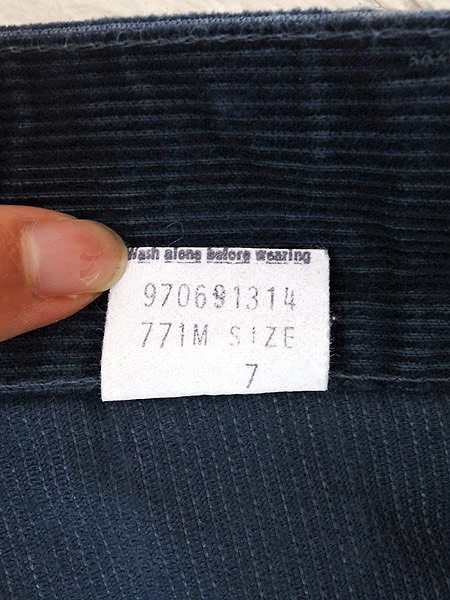 Wash alone before wearing
970691314
771M SIZE
7